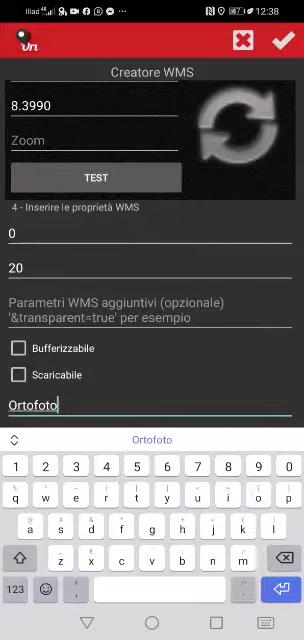 Iliad 12:38
Uri
Creatore WMS
8.3990
Zoom
TEST
4 - Inserire le proprietà WMS
0
20
Parametri WMS aggiuntivi (opzionale)
'&transparent=true' per esempio
Bufferizzabile
Scaricabile
Ortofoto
Ortofoto
1 2 3 4 5 6 7 8 9 0
q w e r t y u i o p
a s d f g h j k l
z x c v b n m
123